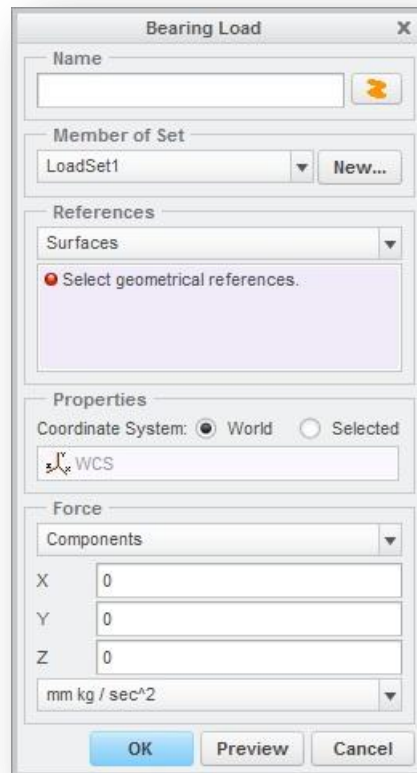 Bearing Load x
Name
Member of Set
LoadSet1 New...
References
Surfaces
Select geometrical references.
Properties
Coordinate System: World Selected
WCS
Force
Components
X 0
Y 0
Z 0
mm kg / sec^2
OK Preview Cancel